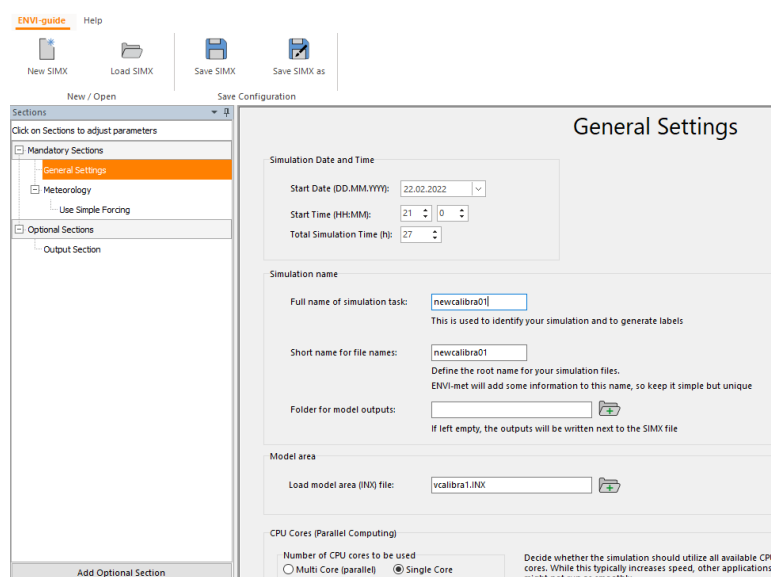 ENVI-guide Help
New SIMX Load SIMX Save SIMX Save SIMX as
New / Open Save Configuration
Sections
Click on Sections to adjust parameters
Mandatory Sections
General Settings
Meteorology
Use Simple Forcing
Optional Sections
Output Section
Add Optional Section
General Settings
Simulation Date and Time
Start Date (DD.MM.YYYY): 22.02.2022
Start Time (HH:MM): 21 0
Total Simulation Time (h): 27
Simulation name
Full name of simulation task: newcalibra01
This is used to identify your simulation and to generate labels
Short name for file names: newcalibra01
Define the root name for your simulation files.
ENVI-met will add some information to this name, so keep it simple but unique
Folder for model outputs:
If left empty, the outputs will be written next to the SIMX file
Model area
Load model area (INX) file: vcalibra1.INX
CPU Cores (Parallel Computing)
Number of CPU cores to be used
Multi Core (parallel) Single Core
Decide whether the simulation should utilize all available CPU
cores. While this typically increases speed, other applications